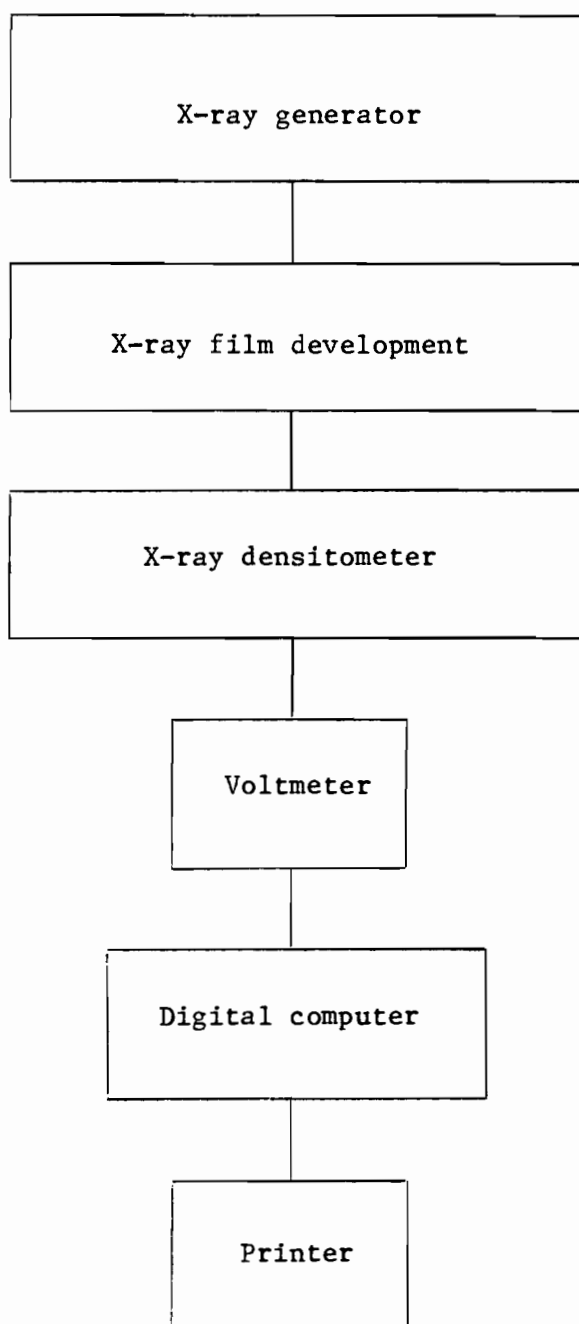 X-ray generator
X-ray film development
X-ray densitometer
Voltmeter
Digital computer
Printer